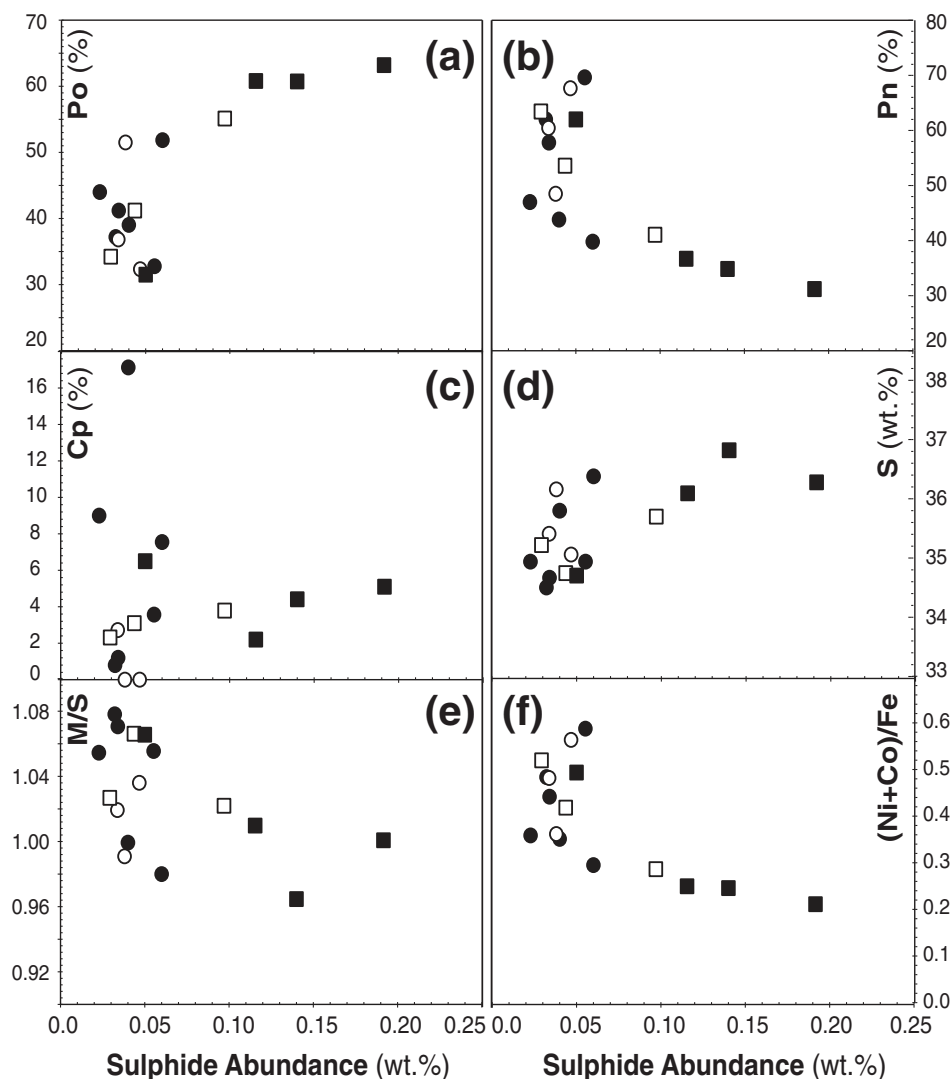 70
60
50
40
30
20
Po (%)
(a)
(b)
80
70
60
50
40
30
20
Pn (%)
16
14
12
10
8
6
4
2
0
Cp (%)
(c)
(d)
38
37
36
35
34
33
S (wt.%)
1.08
1.04
1.00
0.96
0.92
M/S
(e)
(f)
0.6
0.5
0.4
0.3
0.2
0.1
0.0
(Ni+Co)/Fe
0.0 0.05 0.10 0.15 0.20 0.25 0.0 0.05 0.10 0.15 0.20 0.25
Sulphide Abundance (wt.%) Sulphide Abundance (wt.%)